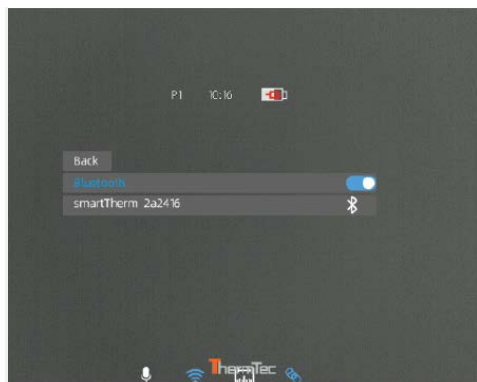 P1 10:16
Back
Bluetooth
smartTherm 2a2416
ThermTec